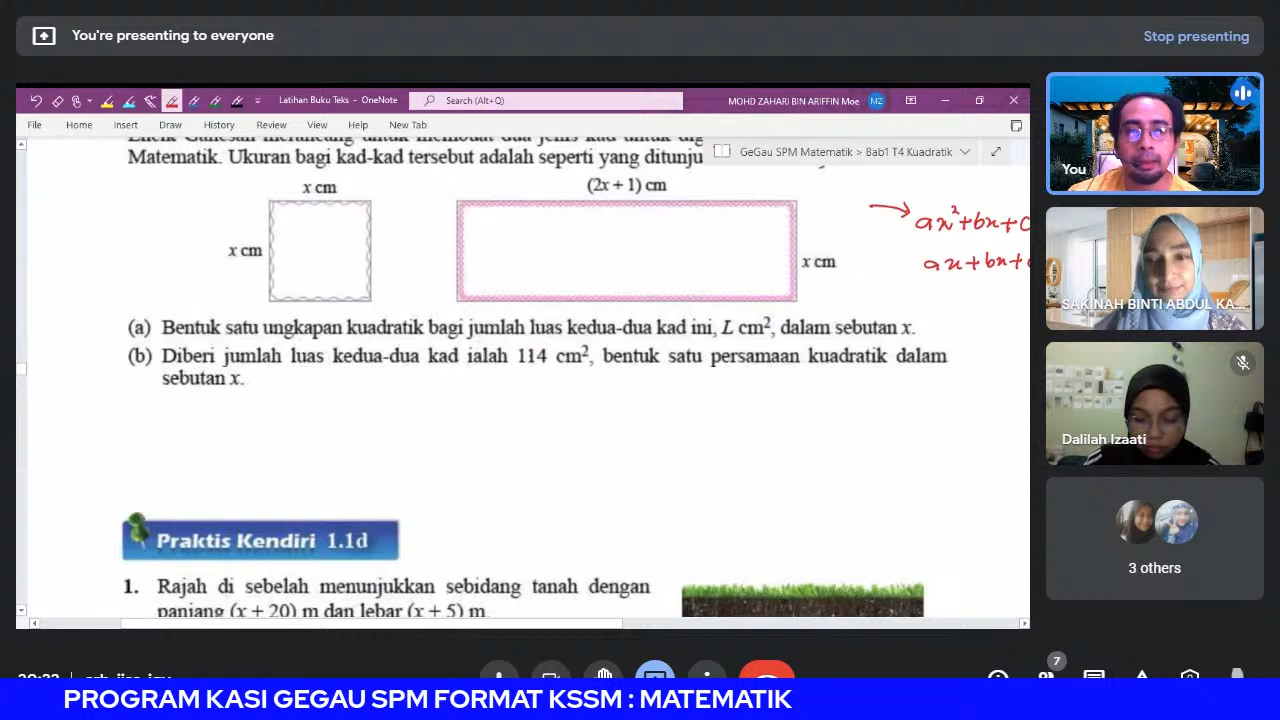 You're presenting to everyone
Stop presenting
Latihan Buku Teks - OneNote
Search (Alt+Q)
MOHD ZAHARI BIN ARIFFIN Moe
MZ
File Home Insert Draw History Review View Help New Tab
Matematik. Ukuran bagi kad-kad tersebut adalah seperti yang ditunju
GeGau SPM Matematik > Bab1 T4 Kuadratik
x cm
(2x + 1) cm
x cm
x cm
ax²+bx+c
ax+bx+
(a) Bentuk satu ungkapan kuadratik bagi jumlah luas kedua-dua kad ini, L cm², dalam sebutan x.
(b) Diberi jumlah luas kedua-dua kad ialah 114 cm², bentuk satu persamaan kuadratik dalam
sebutan x.
Praktis Kendiri 1.1d
1. Rajah di sebelah menunjukkan sebidang tanah dengan
panjang (x + 20) m dan lebar (x + 5) m
You
SAKINAH BINTI ABDUL KA...
Dalilah Izaati
3 others
7
PROGRAM KASI GEGAU SPM FORMAT KSSM : MATEMATIK